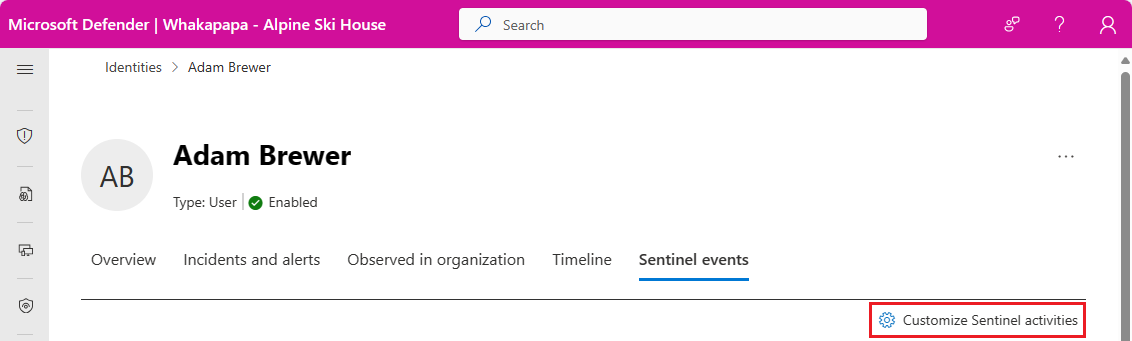 Microsoft Defender | Whakapapa - Alpine Ski House
Search
Identities > Adam Brewer
AB
Adam Brewer
Type: User | Enabled
Overview Incidents and alerts Observed in organization Timeline Sentinel events
Customize Sentinel activities